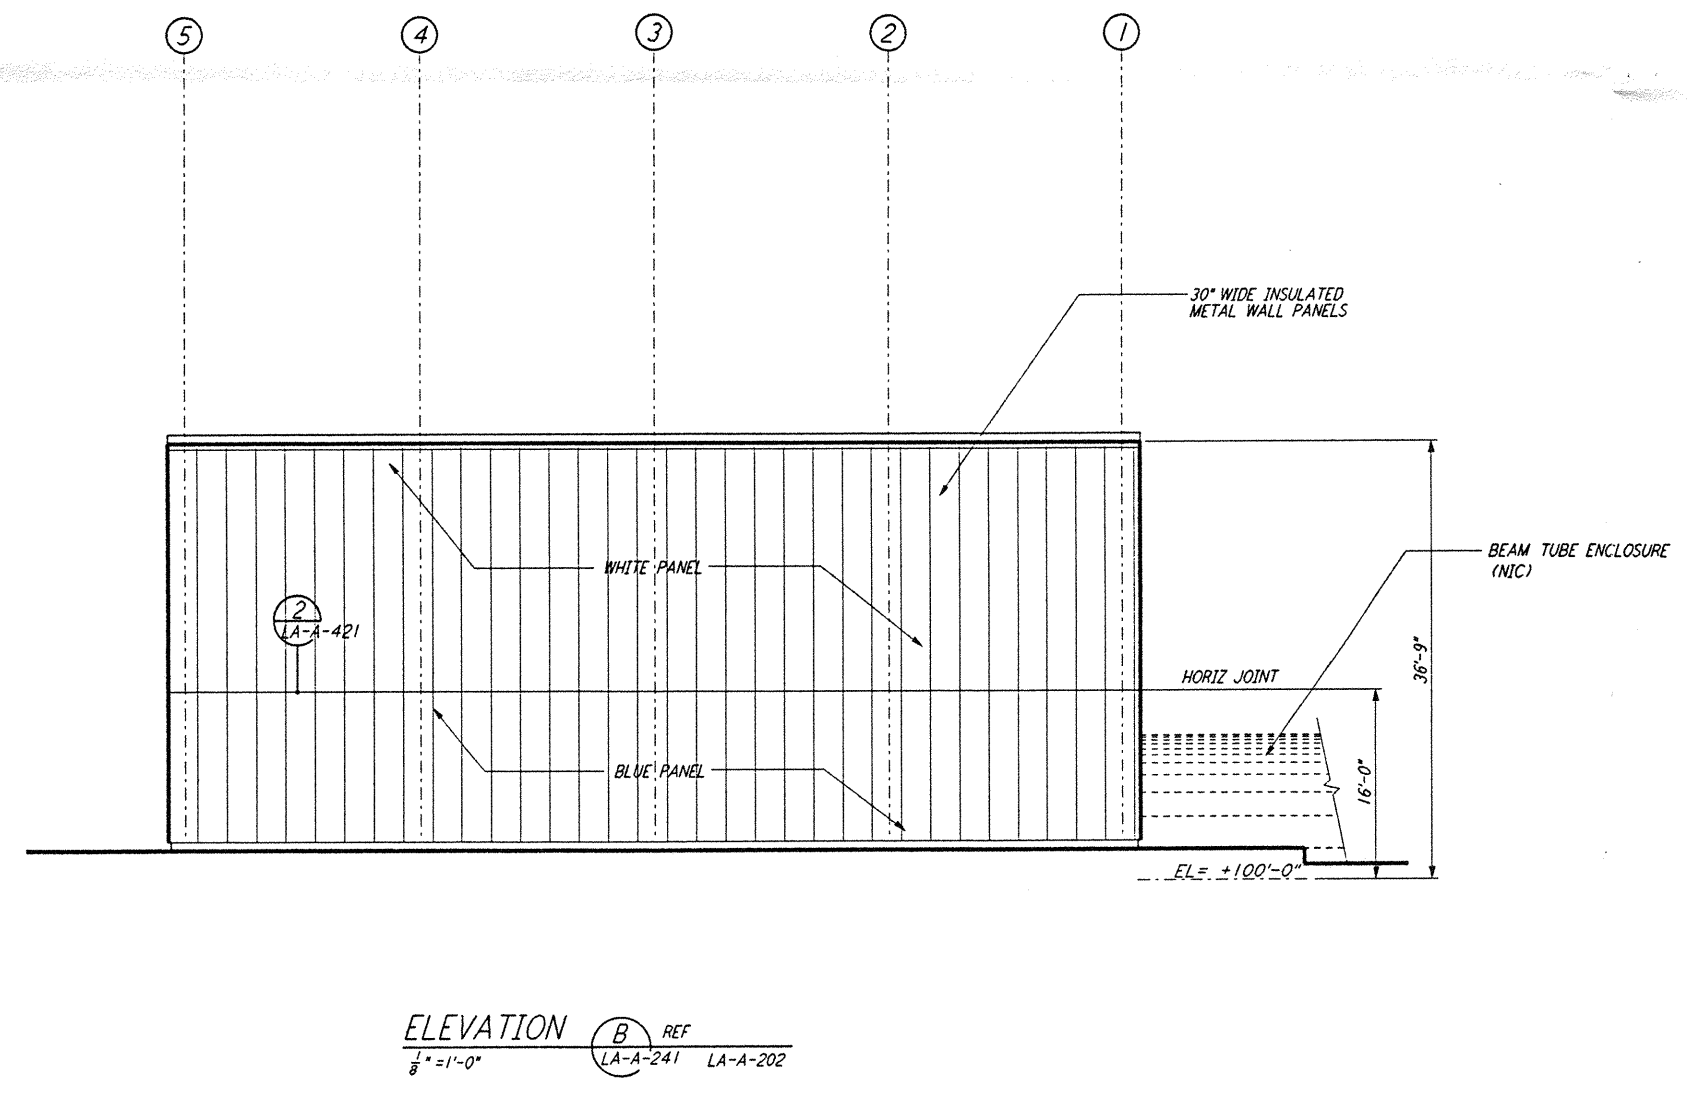 5
4
3
2
1
30" WIDE INSULATED
METAL WALL PANELS
BEAM TUBE ENCLOSURE
(NIC)
WHITE PANEL
2
LA-A-421
36'-9"
HORIZ JOINT
BLUE PANEL
16'-0"
EL= +100'-0"
ELEVATION B REF
1/8" =1'-0" LA-A-241 LA-A-202